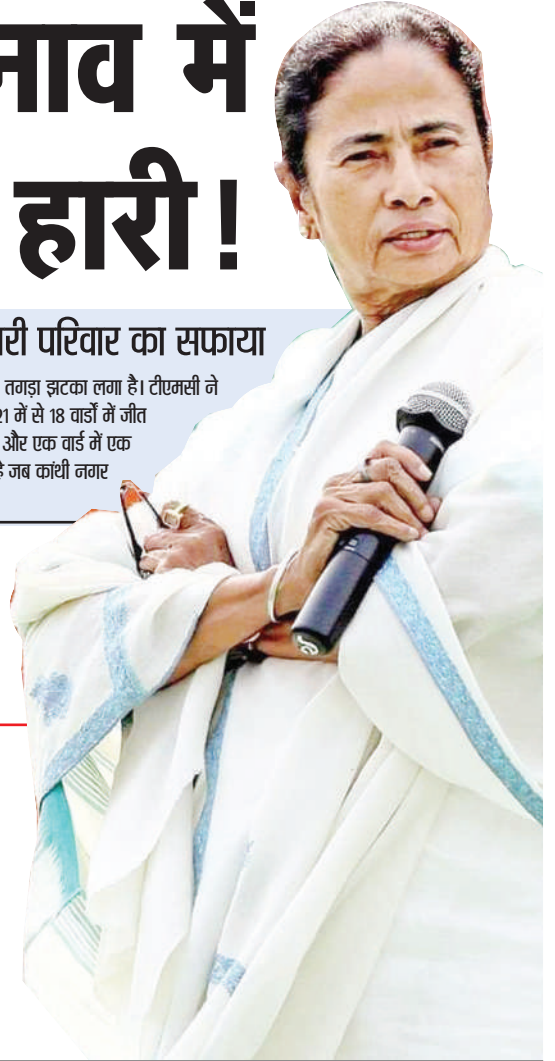 में
हारी!
परिवार का सफाया
तगड़ा झटका लगा है। टीएमसी ने
21 में से 18 वार्डों में जीत
और एक वार्ड में एक
है जब कांथी नगर